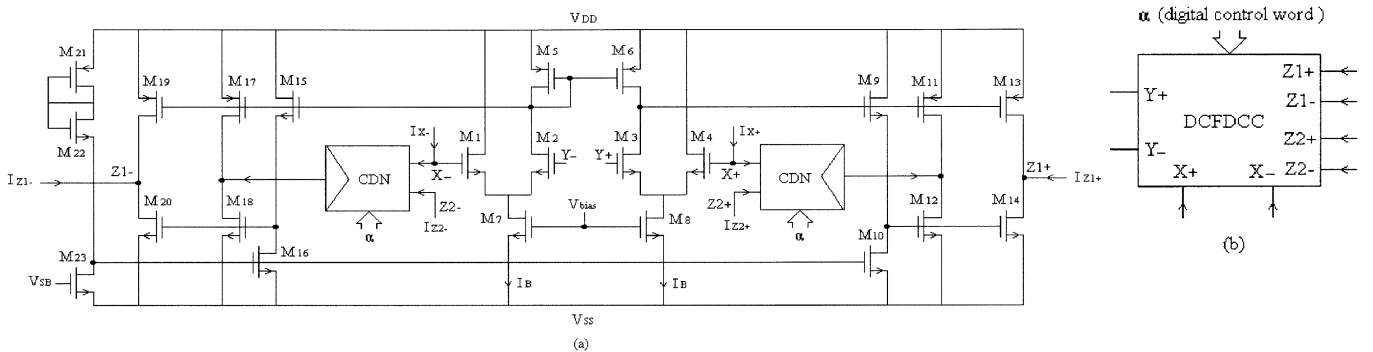 VDD
M21
M19
M17
M15
M5
M6
M9
M11
M13
M22
Ix-
M1
M2
Y-
Y+
M3
M4
Ix+
CDN
X-
X+
CDN
IZ1-
Z1-
Z1+
IZ1+
M20
M18
Z2-
IZ2-
α
M7
Vbias
M8
Z2+
IZ2+
α
M12
M14
M23
M16
M10
VSB
IB
IB
VSS
(a)
α (digital control word)
Y+
Y-
DCFDCC
Z1+
Z1-
Z2+
Z2-
X+
X-
(b)